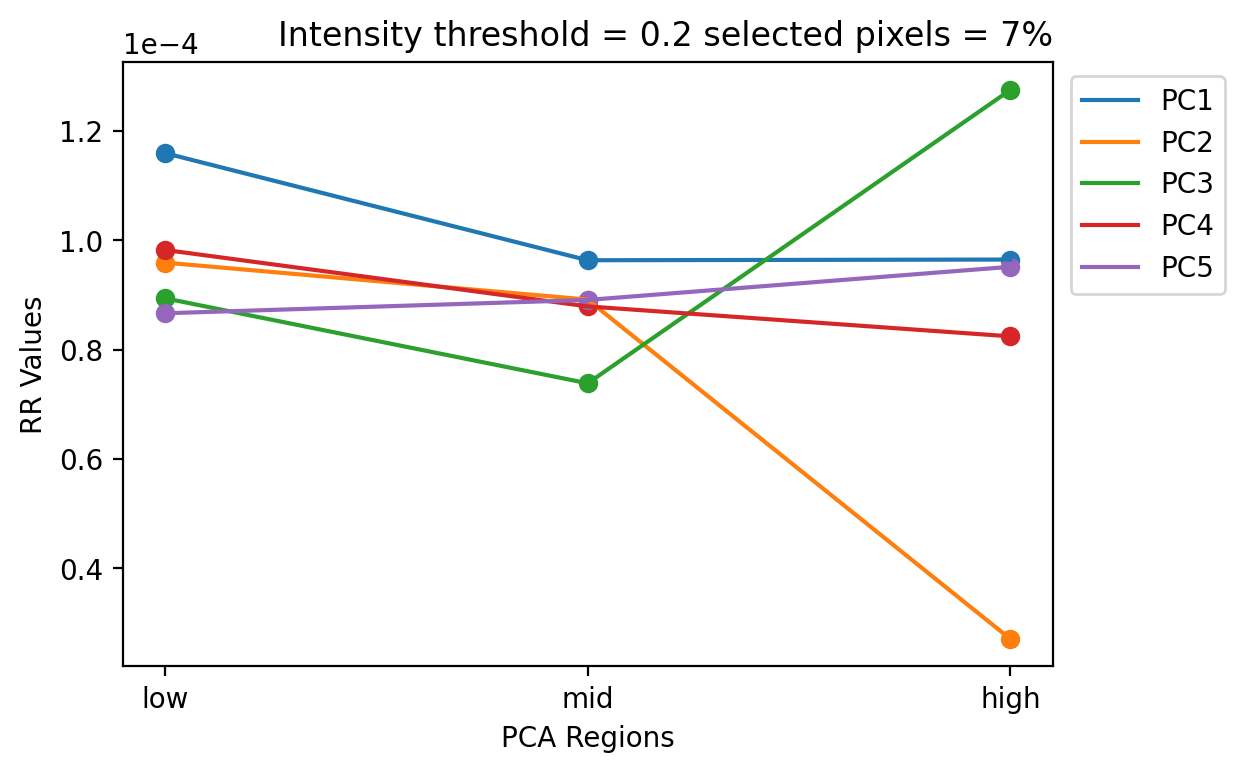 Intensity threshold = 0.2 selected pixels = 7%
1e−4
1.2
1.0
0.8
0.6
0.4
RR Values
low mid high
PCA Regions
PC1
PC2
PC3
PC4
PC5